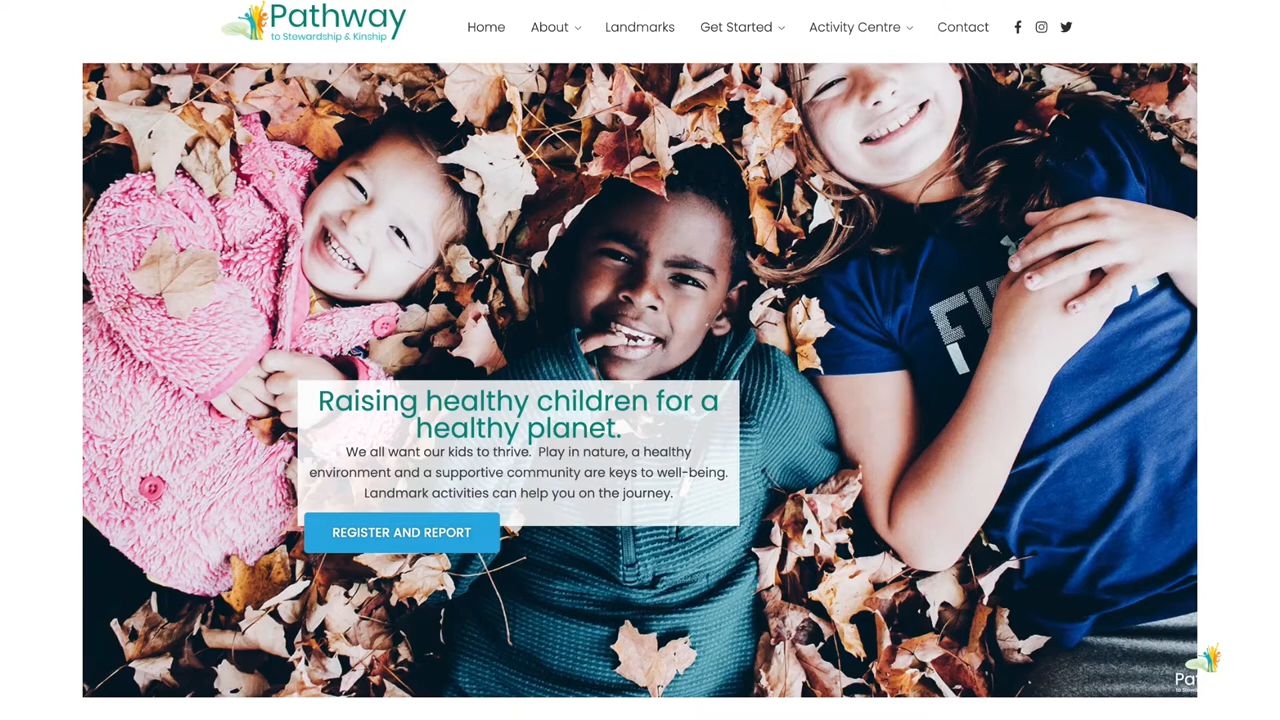 Pathway
to Stewardship & Kinship
Home About Landmarks Get Started Activity Centre Contact
Raising healthy children for a
healthy planet.
We all want our kids to thrive. Play in nature, a healthy
environment and a supportive community are keys to well-being.
Landmark activities can help you on the journey.
REGISTER AND REPORT